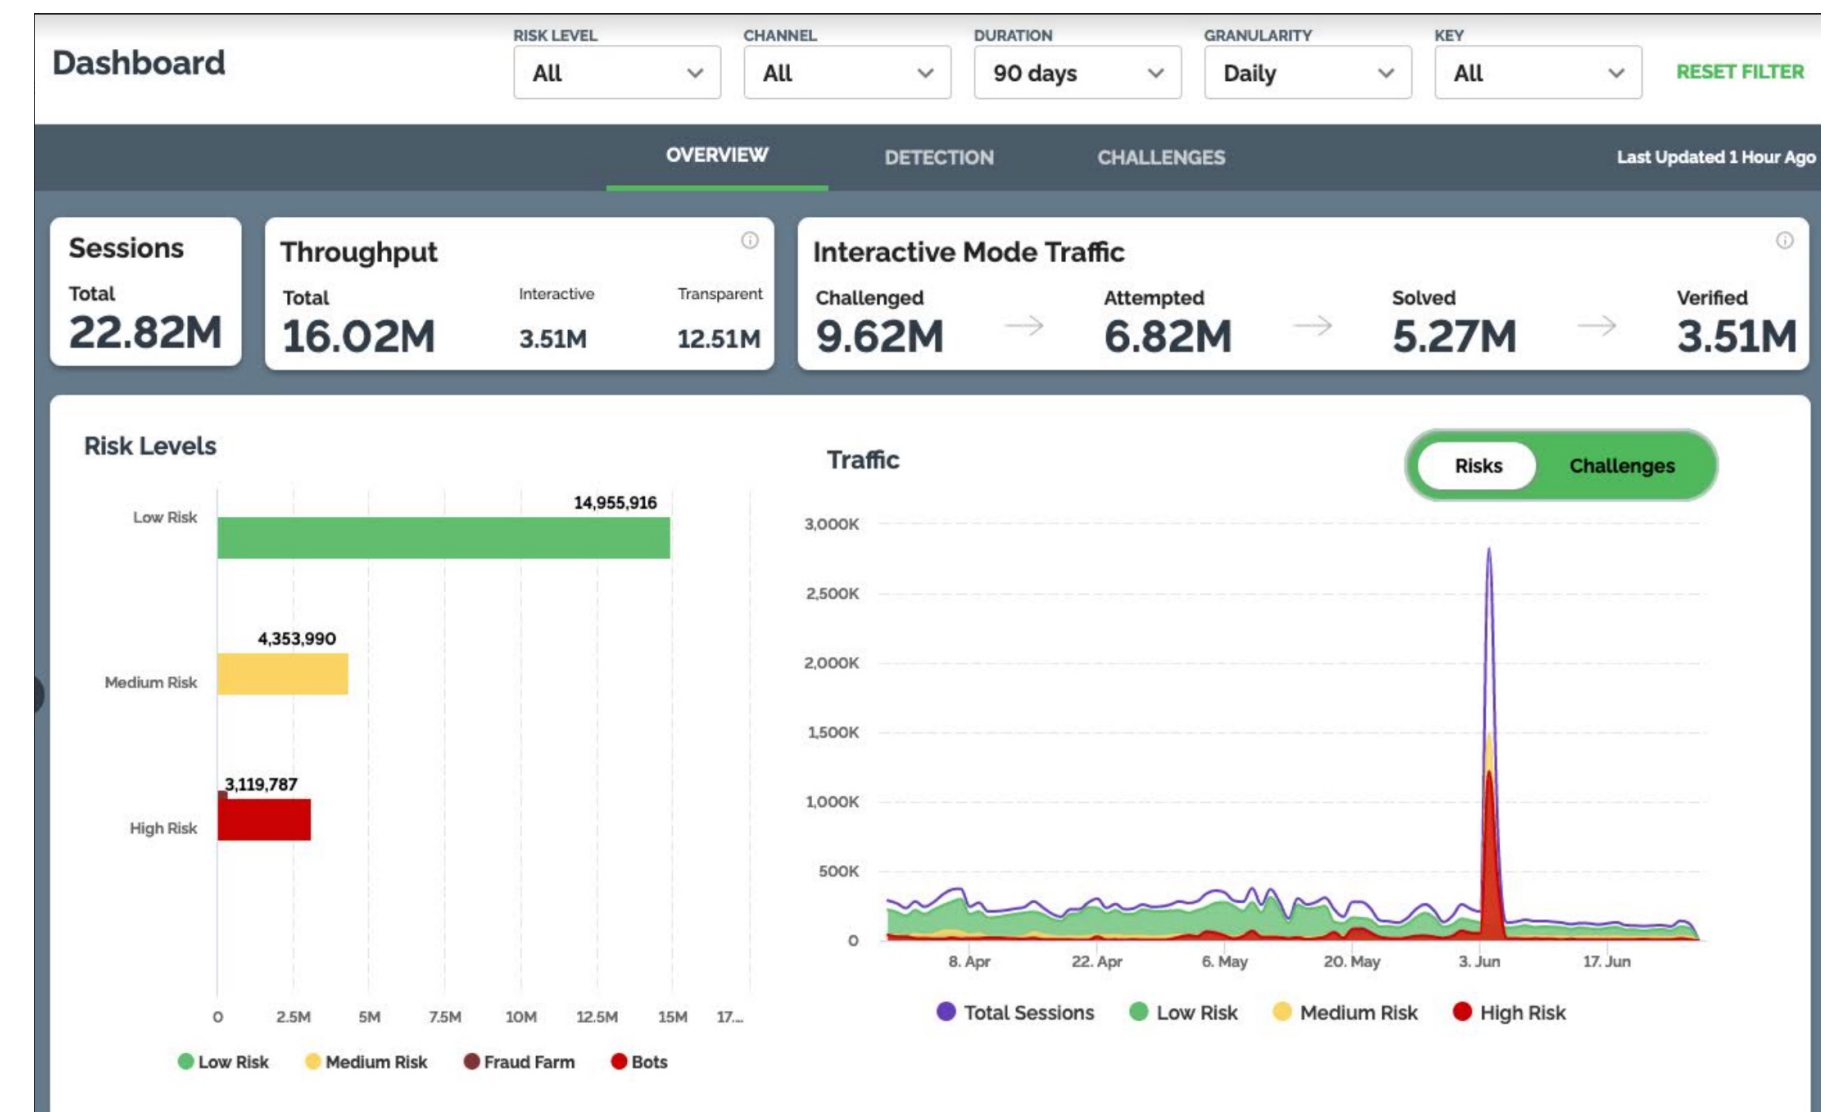 Dashboard
RISK LEVEL
All
CHANNEL
All
DURATION
90 days
GRANULARITY
Daily
KEY
All
RESET FILTER
OVERVIEW
DETECTION
CHALLENGES
Last Updated 1 Hour Ago
Sessions
Total
22.82M
Throughput
Total
16.02M
Interactive
3.51M
Transparent
12.51M
Interactive Mode Traffic
Challenged
9.62M
Attempted
6.82M
Solved
5.27M
Verified
3.51M
Risk Levels
Low Risk
14,955,916
Medium Risk
4,353,990
High Risk
3,119,787
0 2.5M 5M 7.5M 10M 12.5M 15M 17....
Low Risk Medium Risk Fraud Farm Bots
Traffic
Risks Challenges
3,000K
2,500K
2,000K
1,500K
1,000K
500K
0
8. Apr 22. Apr 6. May 20. May 3. Jun 17. Jun
Total Sessions Low Risk Medium Risk High Risk